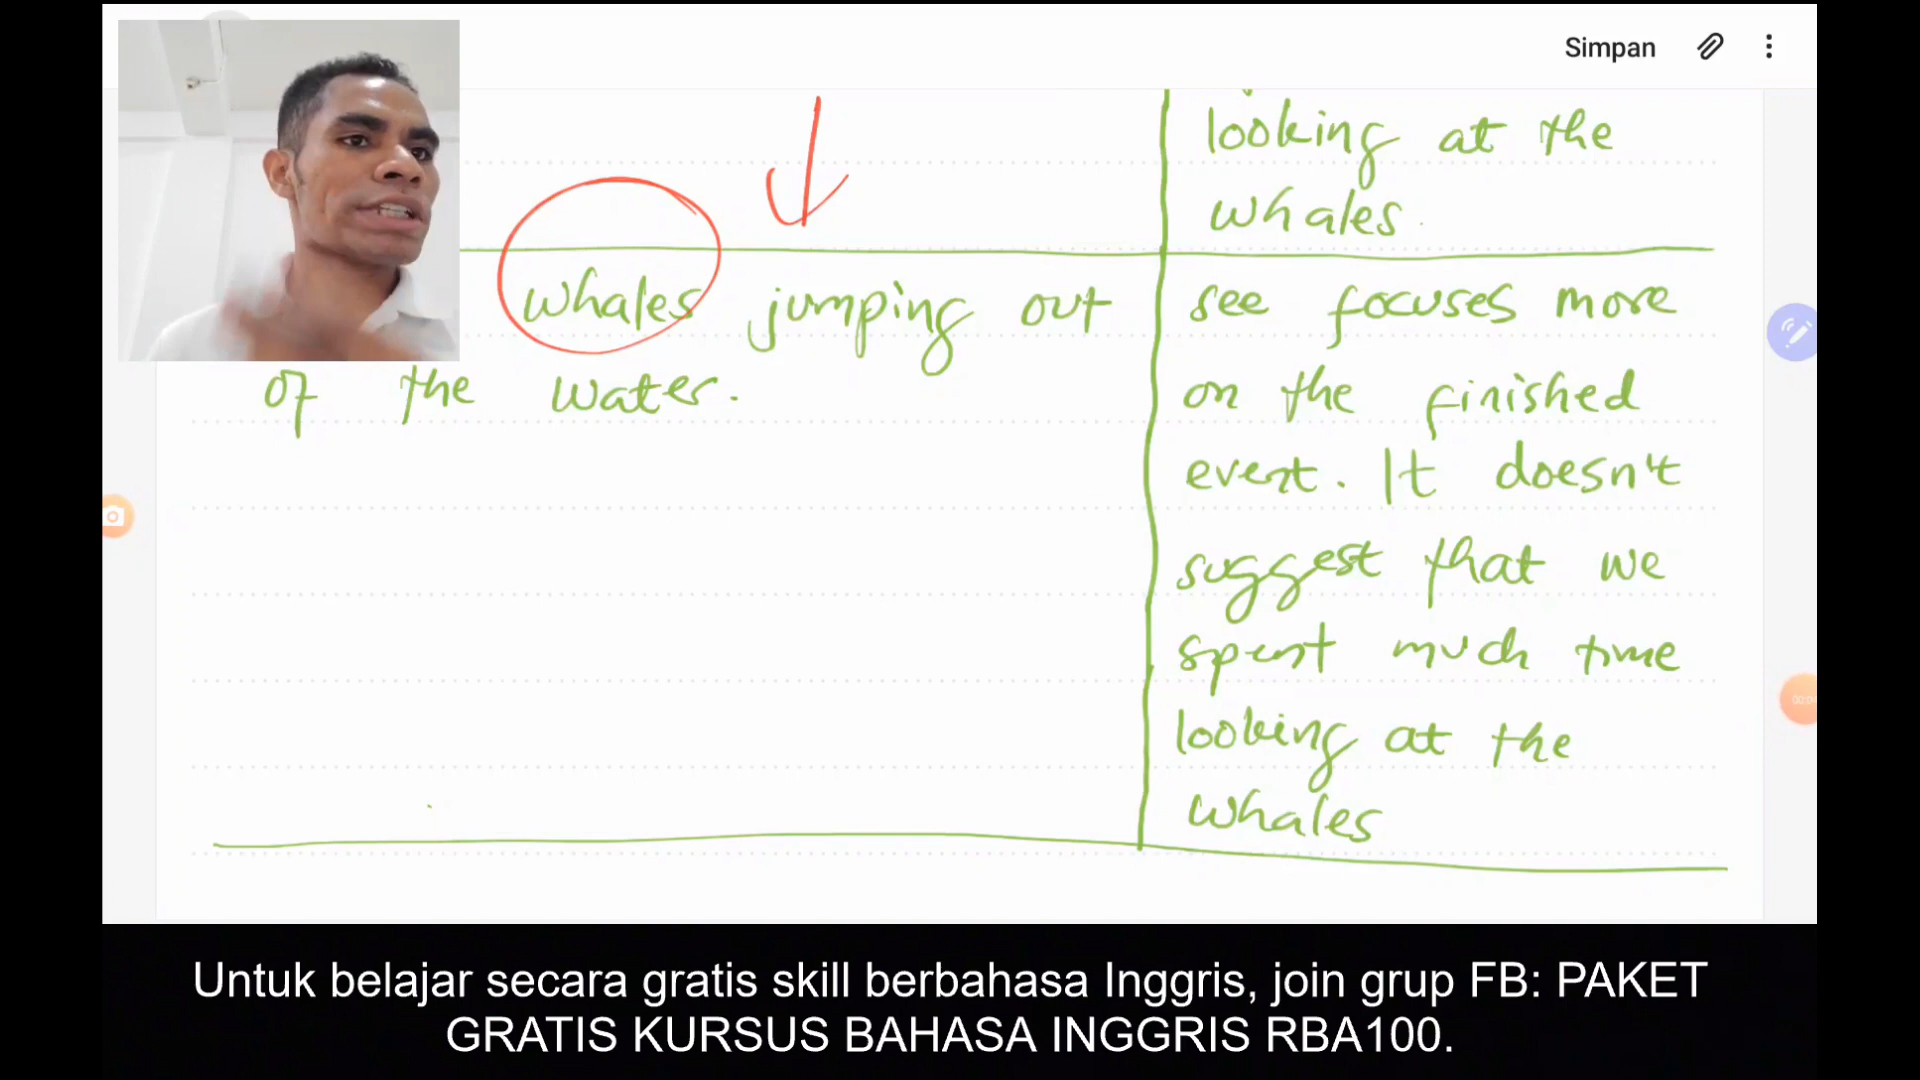 Simpan
looking at the
whales.
whales jumping out
of the water.
see focuses more
on the finished
event. It doesn't
suggest that we
spent much time
looking at the
whales
Untuk belajar secara gratis skill berbahasa Inggris, join grup FB: PAKET
GRATIS KURSUS BAHASA INGGRIS RBA100.